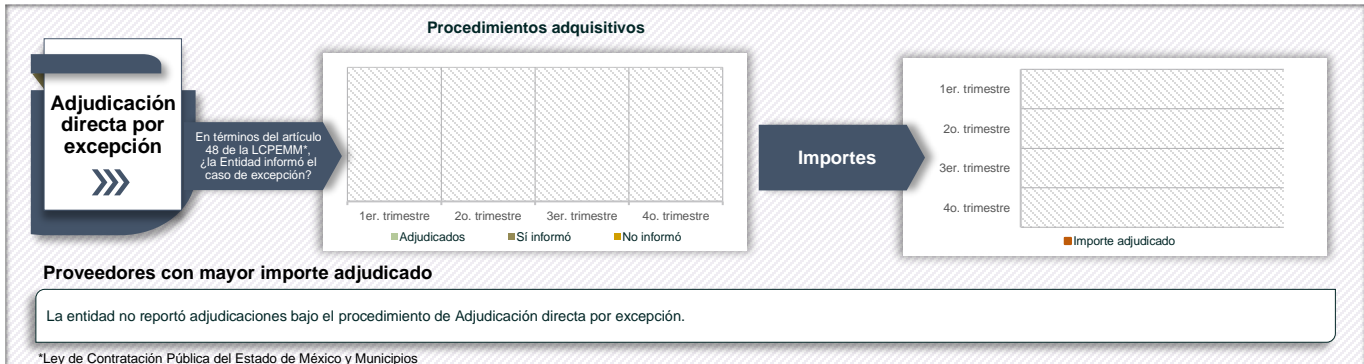 Procedimientos adquisitivos
Adjudicación
directa por
excepción
En términos del artículo
48 de la LCPEMM*,
¿la Entidad informó el
caso de excepción?
1er. trimestre 2o. trimestre 3er. trimestre 4o. trimestre
Adjudicados Sí informó No informó
Importes
1er. trimestre
2o. trimestre
3er. trimestre
4o. trimestre
Importe adjudicado
Proveedores con mayor importe adjudicado
La entidad no reportó adjudicaciones bajo el procedimiento de Adjudicación directa por excepción.
*Ley de Contratación Pública del Estado de México y Municipios